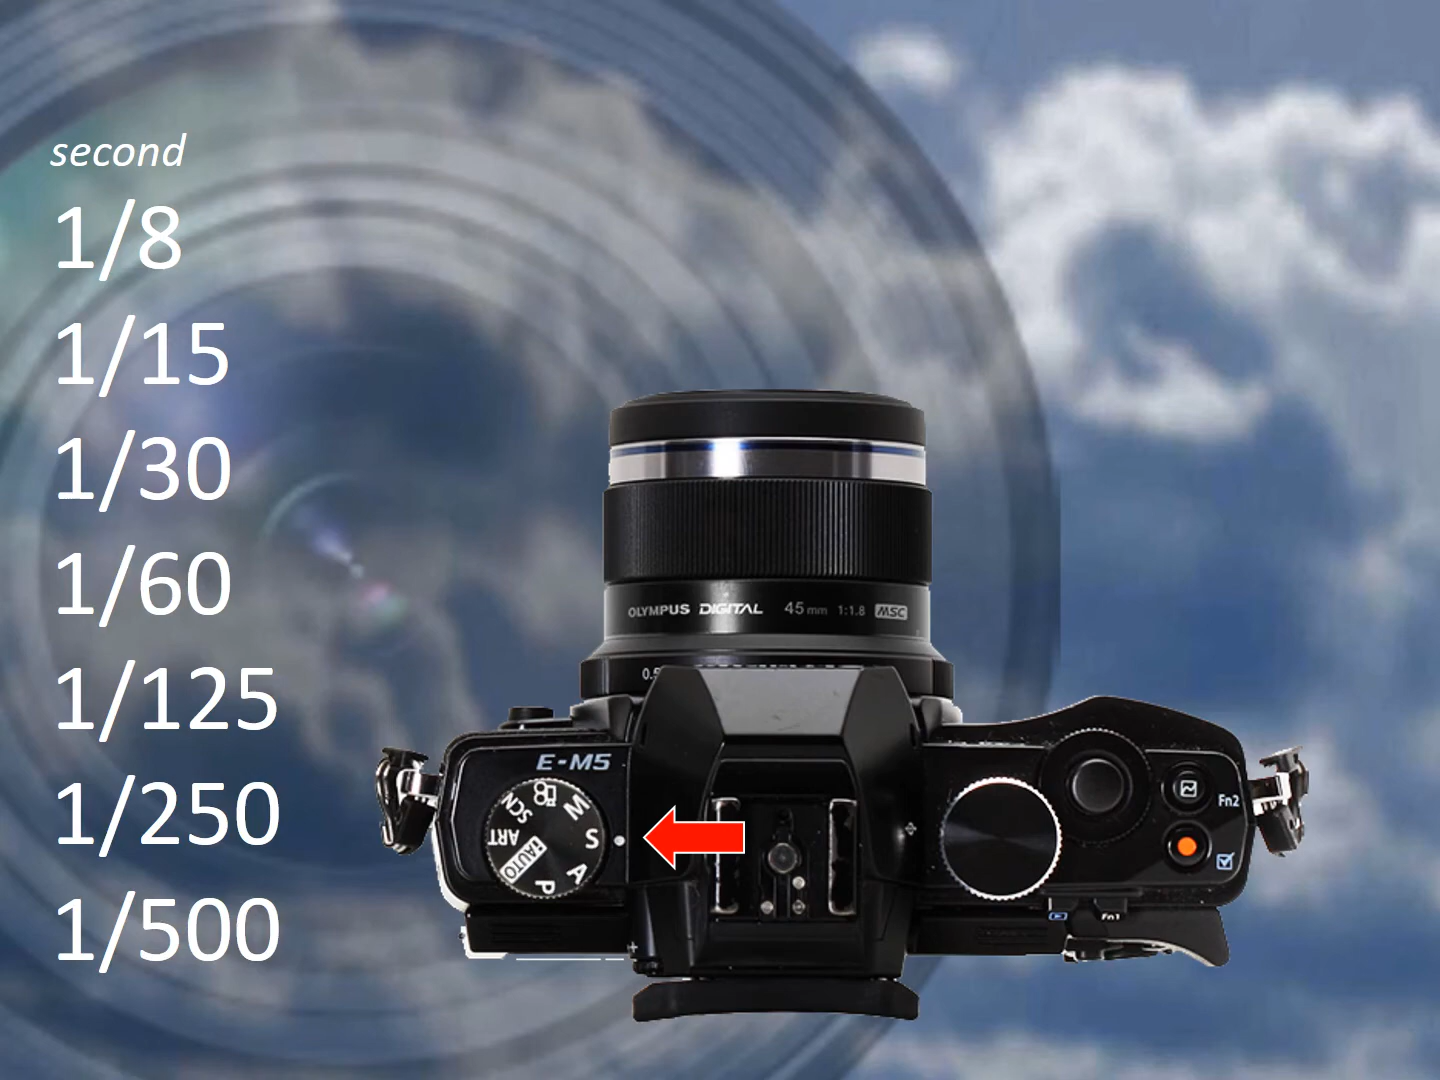 second
1/8
1/15
1/30
1/60
1/125
1/250
1/500
OLYMPUS DIGITAL 45mm 1:1.8 MSC
E-M5
SCN
M
S
ART
iAUTO
A
P
Fn2
Fn1